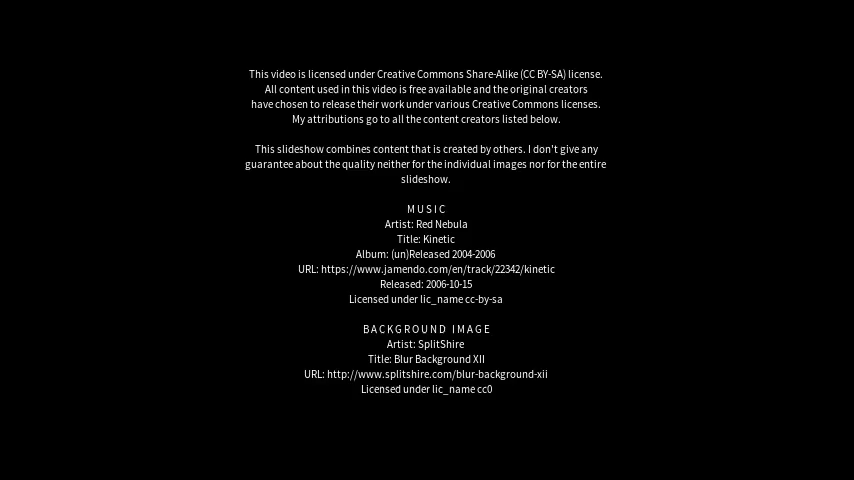 This video is licensed under Creative Commons Share-Alike (CC BY-SA) license.
All content used in this video is free available and the original creators
have chosen to release their work under various Creative Commons licenses.
My attributions go to all the content creators listed below.
This slideshow combines content that is created by others. I don't give any
guarantee about the quality neither for the individual images nor for the entire
slideshow.
MUSIC
Artist: Red Nebula
Title: Kinetic
Album: (un)Released 2004-2006
URL: https://www.jamendo.com/en/track/22342/kinetic
Released: 2006-10-15
Licensed under lic_name cc-by-sa
BACKGROUND IMAGE
Artist: SplitShire
Title: Blur Background XII
URL: http://www.splitshire.com/blur-background-xii
Licensed under lic_name cc0